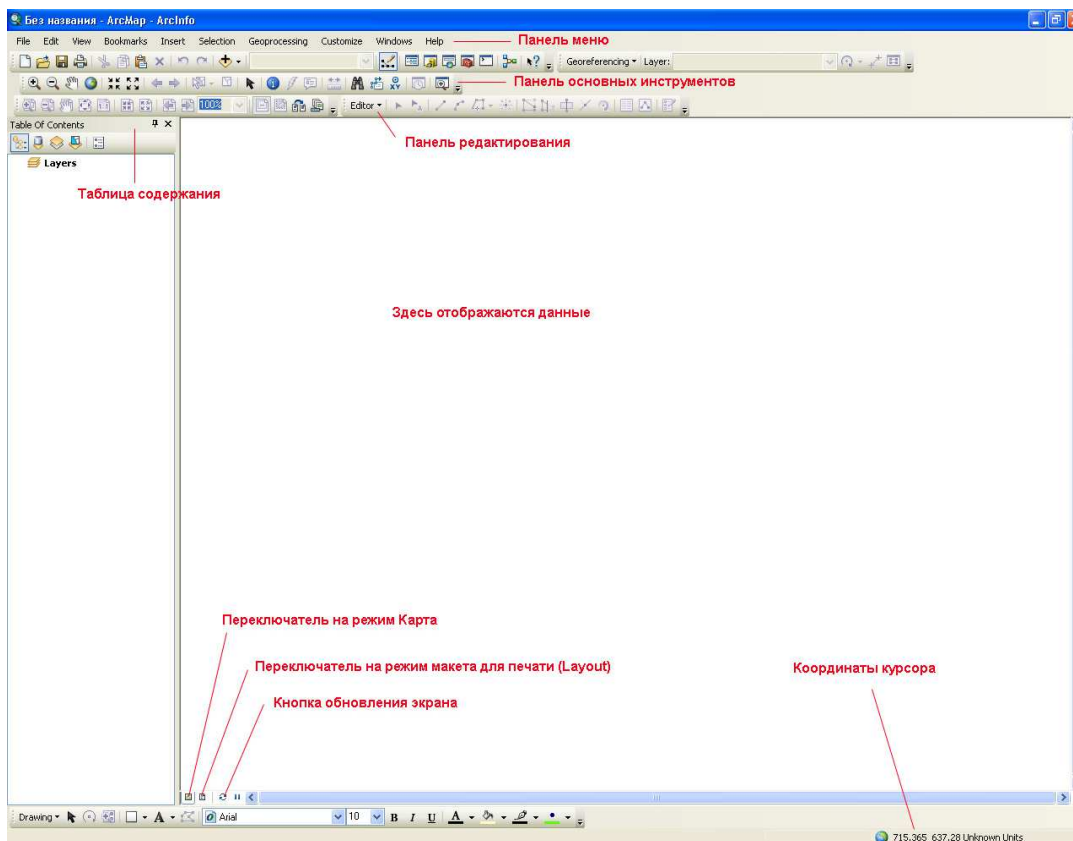 Без названия - ArcMap - ArcInfo
File Edit View Bookmarks Insert Selection Geoprocessing Customize Windows Help
Панель меню
Georeferencing Layer:
Панель основных инструментов
100%
Editor
Table Of Contents
Панель редактирования
Layers
Таблица содержания
Здесь отображаются данные
Переключатель на режим Карта
Переключатель на режим макета для печати (Layout)
Координаты курсора
Кнопка обновления экрана
Drawing A Arial 10 B I U A
715,365 637,28 Unknown Units